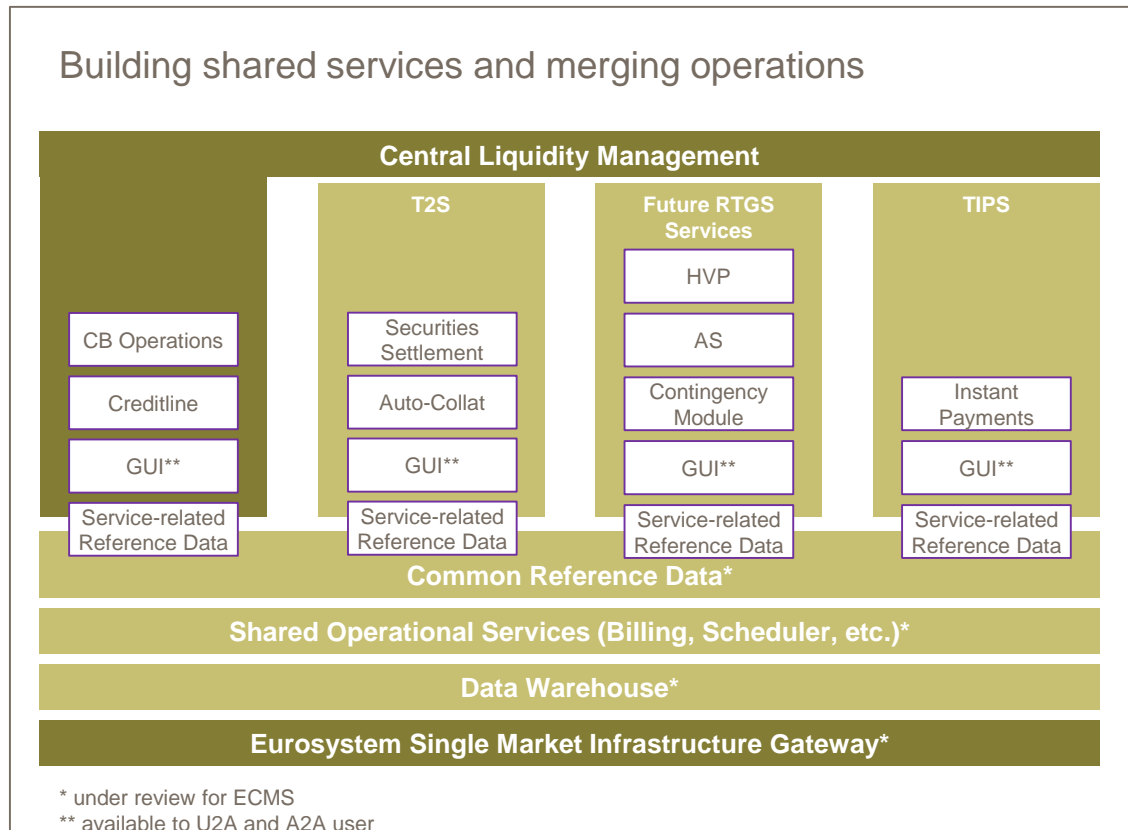 Building shared services and merging operations
Central Liquidity Management
CB Operations
Creditline
GUI**
Service-related
Reference Data
T2S
Securities
Settlement
Auto-Collat
GUI**
Service-related
Reference Data
Future RTGS
Services
HVP
AS
Contingency
Module
GUI**
Service-related
Reference Data
TIPS
Instant
Payments
GUI**
Service-related
Reference Data
Common Reference Data*
Shared Operational Services (Billing, Scheduler, etc.)*
Data Warehouse*
Eurosystem Single Market Infrastructure Gateway*
* under review for ECMS
** available to U2A and A2A user